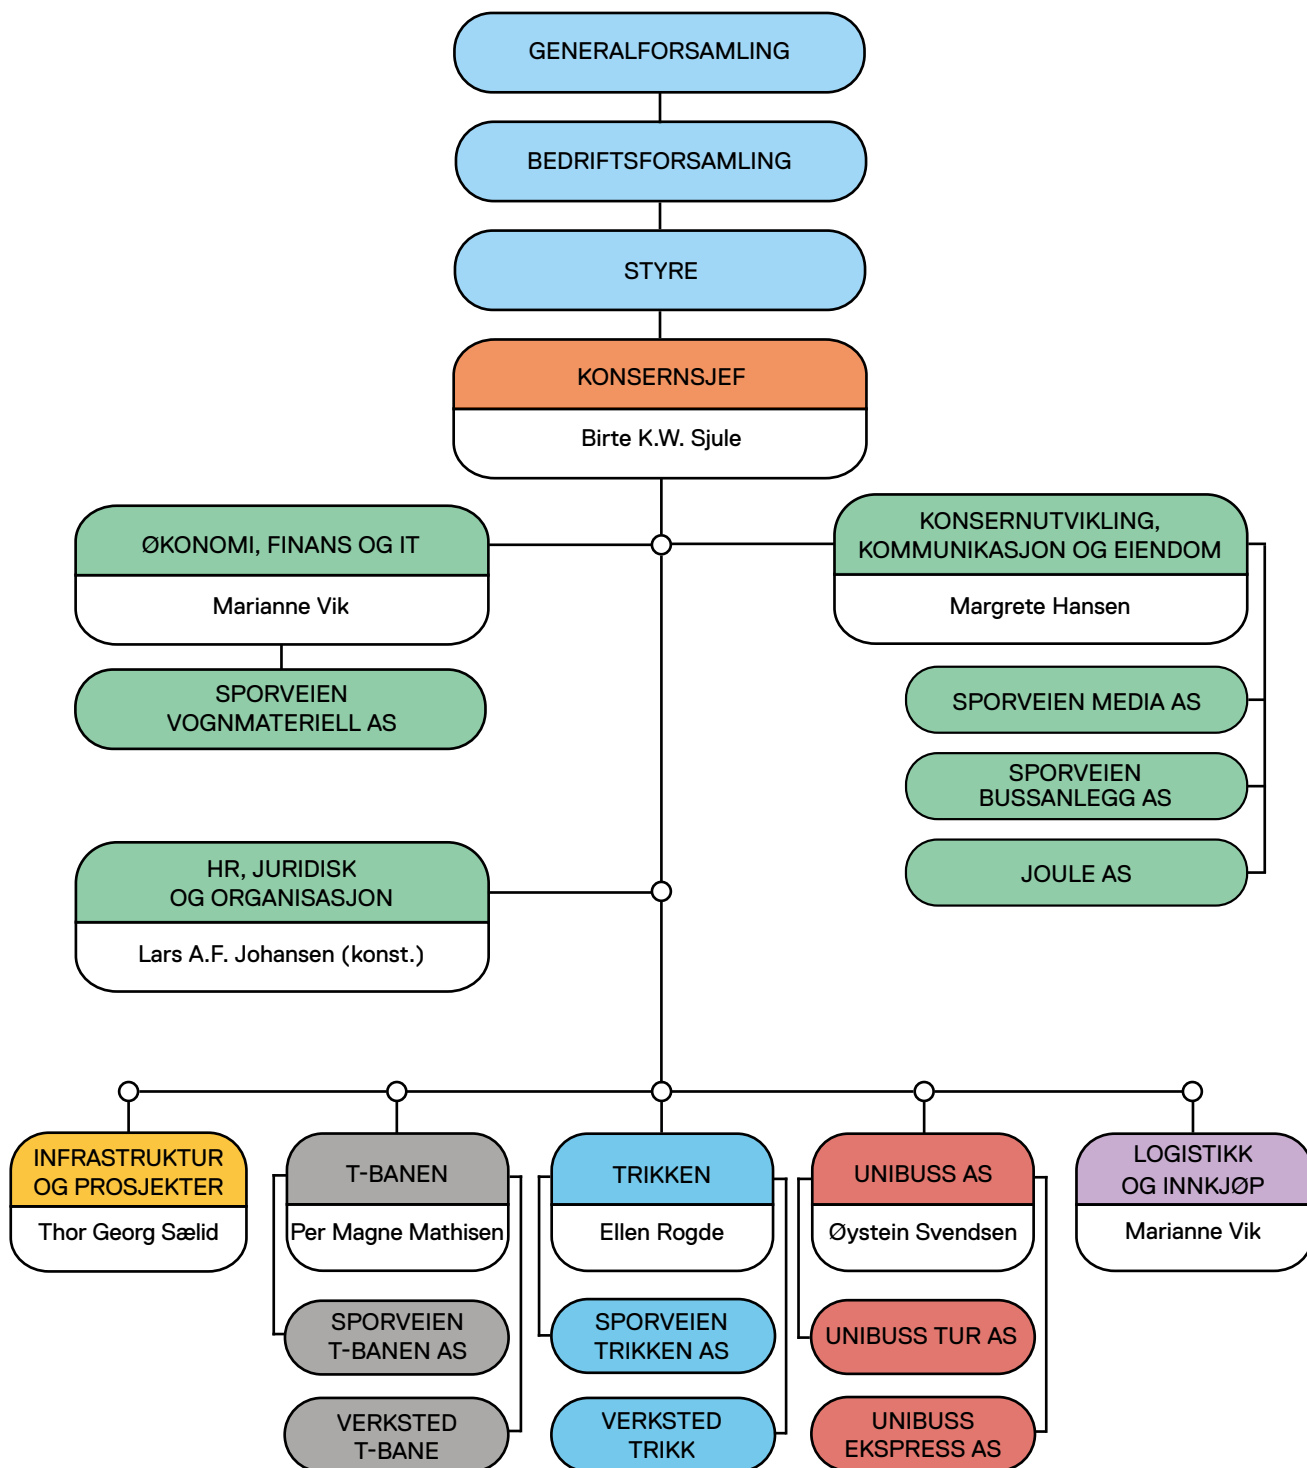 GENERALFORSAMLING
BEDRIFTSFORSAMLING
STYRE
KONSERNSJEF
Birte K.W. Sjule
ØKONOMI, FINANS OG IT
Marianne Vik
SPORVEIEN
VOGNMATERIELL AS
KONSERNUTVIKLING,
KOMMUNIKASJON OG EIENDOM
Margrete Hansen
SPORVEIEN MEDIA AS
SPORVEIEN
BUSSANLEGG AS
JOULE AS
HR, JURIDISK
OG ORGANISASJON
Lars A.F. Johansen (konst.)
INFRASTRUKTUR
OG PROSJEKTER
Thor Georg Sælid
T-BANEN
Per Magne Mathisen
SPORVEIEN
T-BANEN AS
VERKSTED
T-BANE
TRIKKEN
Ellen Rogde
SPORVEIEN
TRIKKEN AS
VERKSTED
TRIKK
UNIBUSS AS
Øystein Svendsen
UNIBUSS TUR AS
UNIBUSS
EKSPRESS AS
LOGISTIKK
OG INNKJØP
Marianne Vik